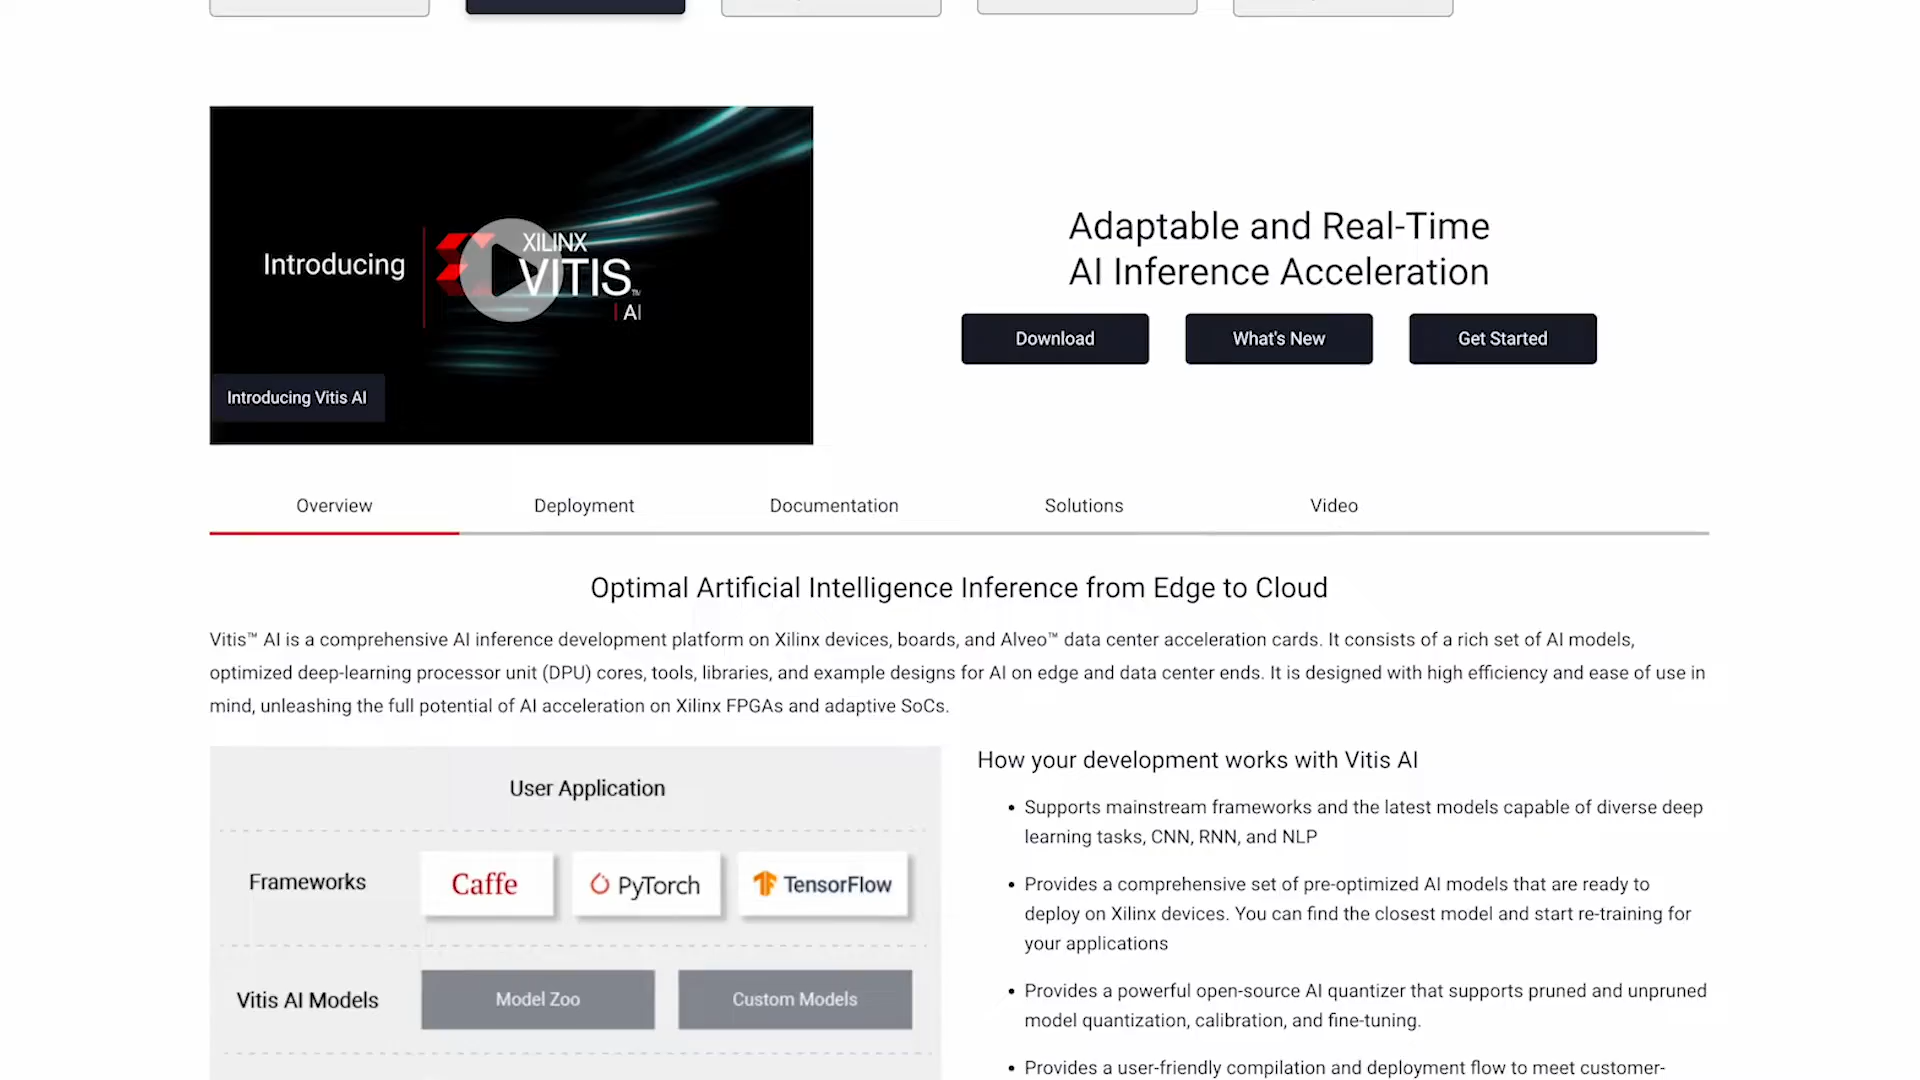 Introducing
XILINX
VITIS™
AI
Introducing Vitis AI
Adaptable and Real-Time
AI Inference Acceleration
Download
What's New
Get Started
Overview
Deployment
Documentation
Solutions
Video
Optimal Artificial Intelligence Inference from Edge to Cloud
Vitis™ AI is a comprehensive AI inference development platform on Xilinx devices, boards, and Alveo™ data center acceleration cards. It consists of a rich set of AI models,
optimized deep-learning processor unit (DPU) cores, tools, libraries, and example designs for AI on edge and data center ends. It is designed with high efficiency and ease of use in
mind, unleashing the full potential of AI acceleration on Xilinx FPGAs and adaptive SoCs.
User Application
Frameworks
Caffe
PyTorch
TensorFlow
Vitis AI Models
Model Zoo
Custom Models
How your development works with Vitis AI
• Supports mainstream frameworks and the latest models capable of diverse deep
learning tasks, CNN, RNN, and NLP
• Provides a comprehensive set of pre-optimized AI models that are ready to
deploy on Xilinx devices. You can find the closest model and start re-training for
your applications
• Provides a powerful open-source AI quantizer that supports pruned and unpruned
model quantization, calibration, and fine-tuning.
• Provides a user-friendly compilation and deployment flow to meet customer-